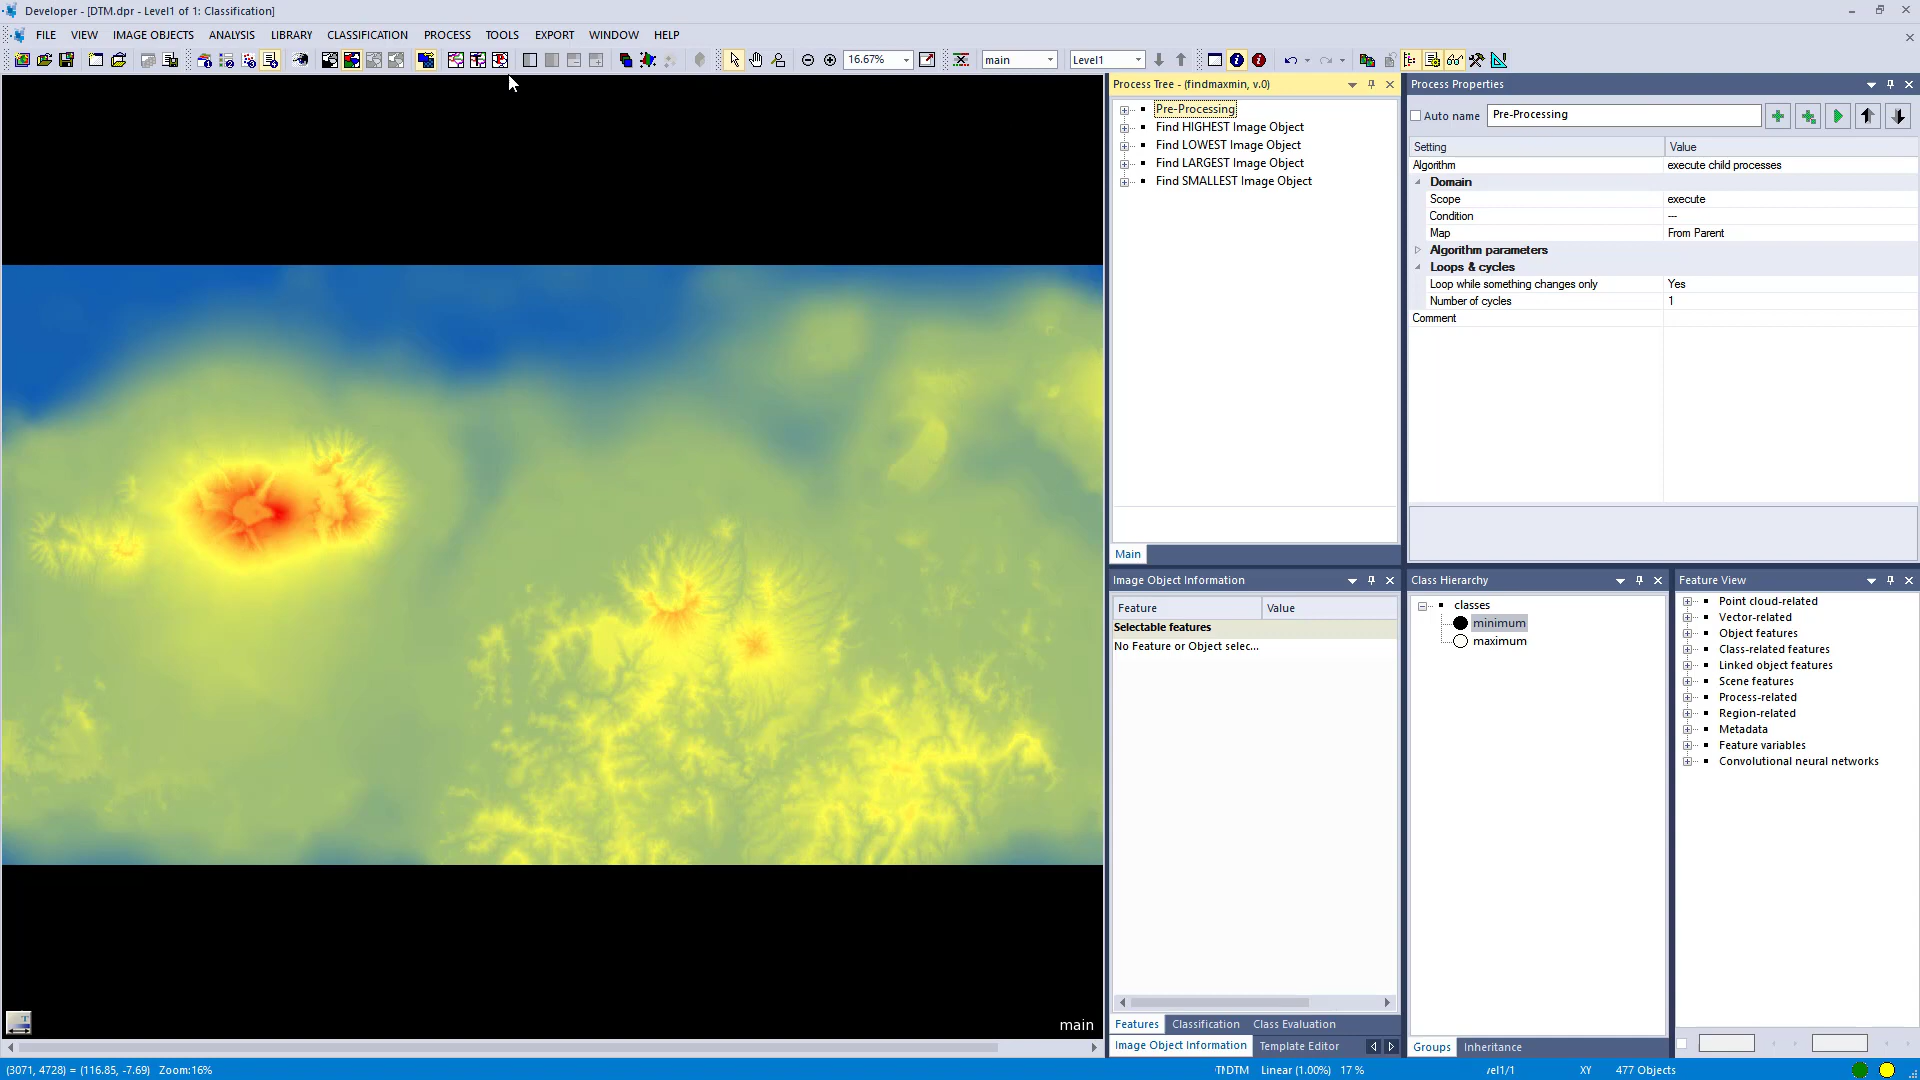 Developer - [DTM.dpr - Level1 of 1: Classification]
FILE VIEW IMAGE OBJECTS ANALYSIS LIBRARY CLASSIFICATION PROCESS TOOLS EXPORT WINDOW HELP
16.67% main Level1
Process Tree - (findmaxmin, v.0)
Pre-Processing
Find HIGHEST Image Object
Find LOWEST Image Object
Find LARGEST Image Object
Find SMALLEST Image Object
Main
Process Properties
Auto name Pre-Processing
Setting Value
Algorithm execute child processes
Domain
Scope execute
Condition ---
Map From Parent
Algorithm parameters
Loops & cycles
Loop while something changes only Yes
Number of cycles 1
Comment
Image Object Information
Feature Value
Selectable features
No Feature or Object selec...
Features Classification Class Evaluation
Image Object Information Template Editor
Class Hierarchy
classes
minimum
maximum
Groups Inheritance
Feature View
Point cloud-related
Vector-related
Object features
Class-related features
Linked object features
Scene features
Process-related
Region-related
Metadata
Feature variables
Convolutional neural networks
main
(3071, 4728) = (116.85, -7.69) Zoom:16% Linear (1.00%) 17 % vel1/1 XY 477 Objects